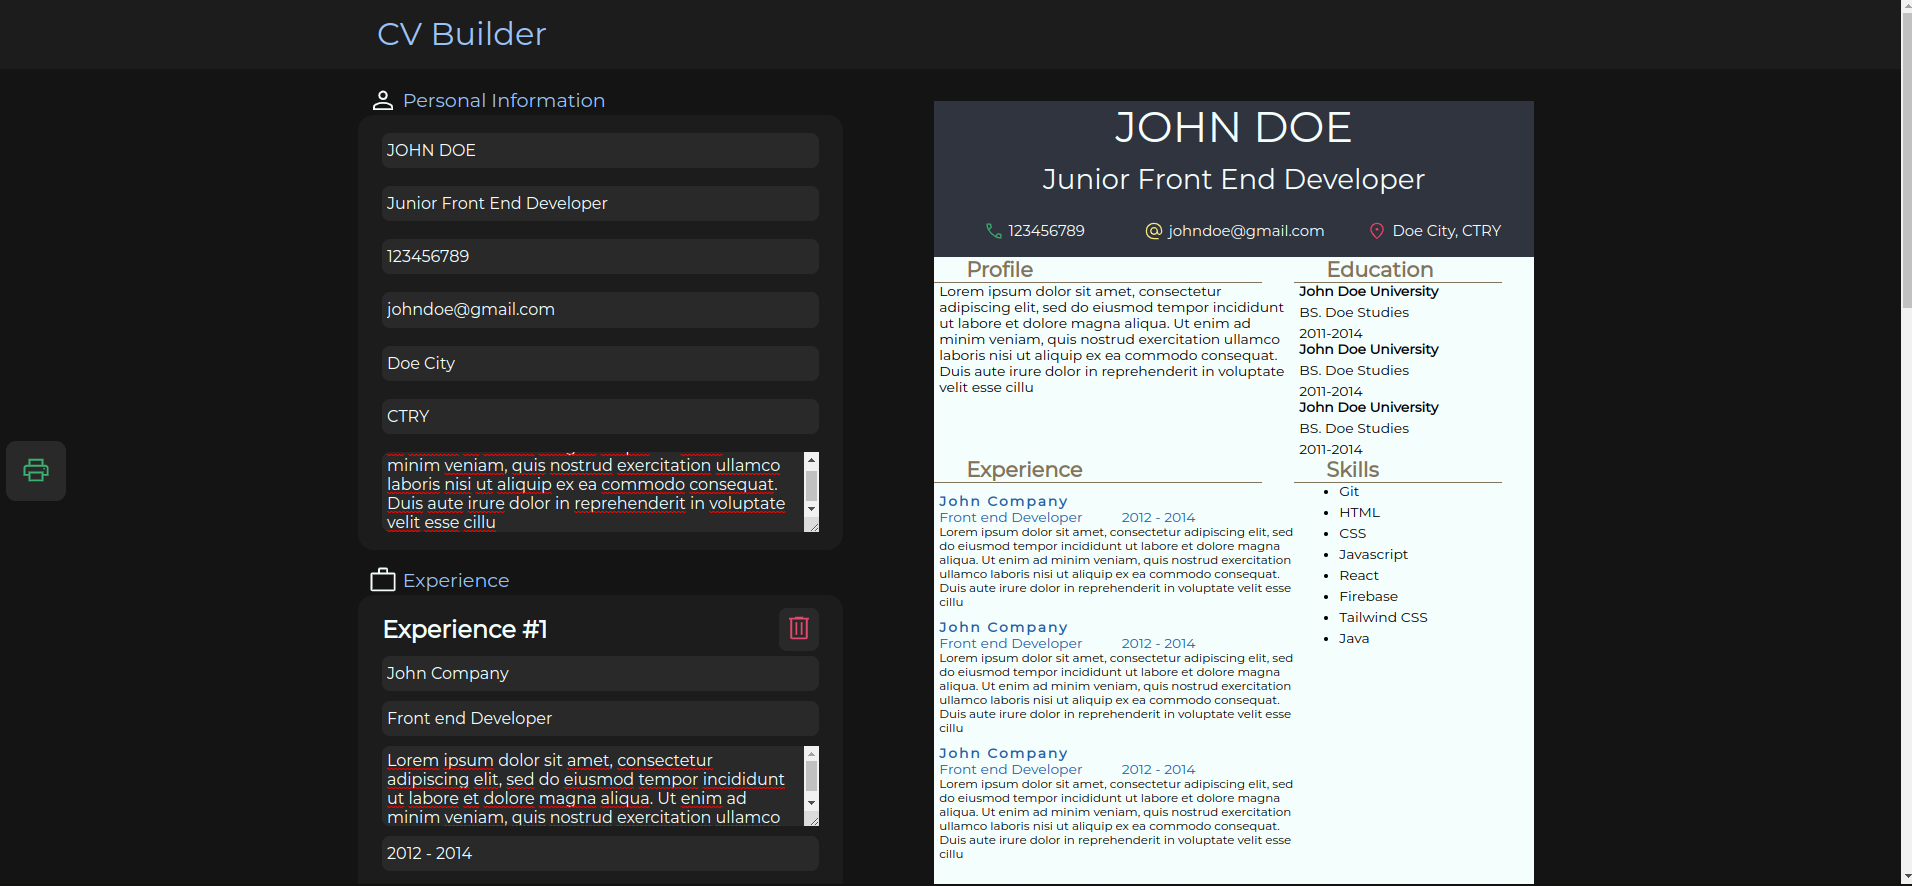 CV Builder
Personal Information
JOHN DOE
Junior Front End Developer
123456789
johndoe@gmail.com
Doe City
CTRY
minim veniam, quis nostrud exercitation ullamco
laboris nisi ut aliquip ex ea commodo consequat.
Duis aute irure dolor in reprehenderit in voluptate
velit esse cillu
Experience
Experience #1
John Company
Front end Developer
Lorem ipsum dolor sit amet, consectetur
adipiscing elit, sed do eiusmod tempor incididunt
ut labore et dolore magna aliqua. Ut enim ad
minim veniam, quis nostrud exercitation ullamco
2012 - 2014
JOHN DOE
Junior Front End Developer
123456789
johndoe@gmail.com
Doe City, CTRY
Profile
Lorem ipsum dolor sit amet, consectetur
adipiscing elit, sed do eiusmod tempor incididunt
ut labore et dolore magna aliqua. Ut enim ad
minim veniam, quis nostrud exercitation ullamco
laboris nisi ut aliquip ex ea commodo consequat.
Duis aute irure dolor in reprehenderit in voluptate
velit esse cillu
Experience
John Company
Front end Developer 2012 - 2014
Lorem ipsum dolor sit amet, consectetur adipiscing elit, sed
do eiusmod tempor incididunt ut labore et dolore magna
aliqua. Ut enim ad minim veniam, quis nostrud exercitation
ullamco laboris nisi ut aliquip ex ea commodo consequat.
Duis aute irure dolor in reprehenderit in voluptate velit esse
cillu
John Company
Front end Developer 2012 - 2014
Lorem ipsum dolor sit amet, consectetur adipiscing elit, sed
do eiusmod tempor incididunt ut labore et dolore magna
aliqua. Ut enim ad minim veniam, quis nostrud exercitation
ullamco laboris nisi ut aliquip ex ea commodo consequat.
Duis aute irure dolor in reprehenderit in voluptate velit esse
cillu
John Company
Front end Developer 2012 - 2014
Lorem ipsum dolor sit amet, consectetur adipiscing elit, sed
do eiusmod tempor incididunt ut labore et dolore magna
aliqua. Ut enim ad minim veniam, quis nostrud exercitation
ullamco laboris nisi ut aliquip ex ea commodo consequat.
Duis aute irure dolor in reprehenderit in voluptate velit esse
cillu
Education
John Doe University
BS. Doe Studies
2011-2014
John Doe University
BS. Doe Studies
2011-2014
John Doe University
BS. Doe Studies
2011-2014
Skills
Git
HTML
CSS
Javascript
React
Firebase
Tailwind CSS
Java